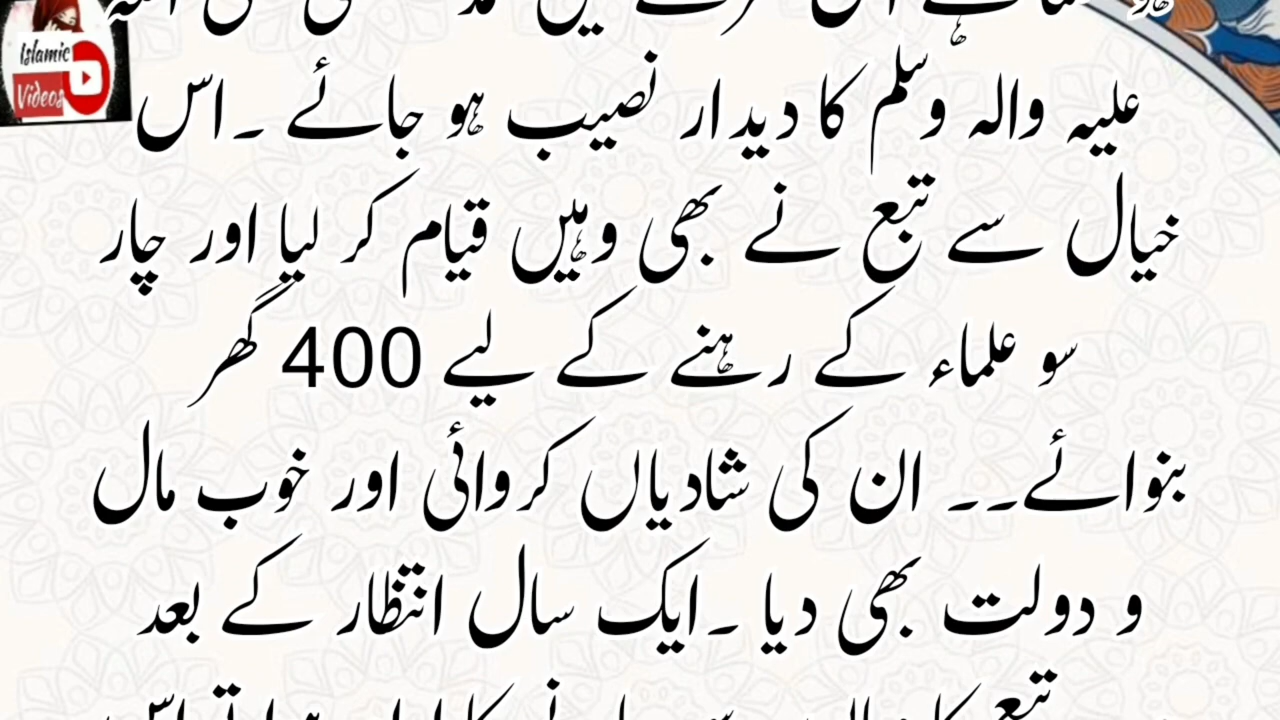 Islamic
Videos
علیہ والہ وسلم کا دیدار نصیب ہو جائے ۔اس
خیال سے تبع نے بھی وہیں قیام کر لیا اور چار
سو علماء کے رہنے کے لیے 400 گھر
بنوائے۔۔ ان کی شادیاں کروائی اور خوب مال
و دولت بھی دیا ۔ایک سال انتظار کے بعد
تبع کا